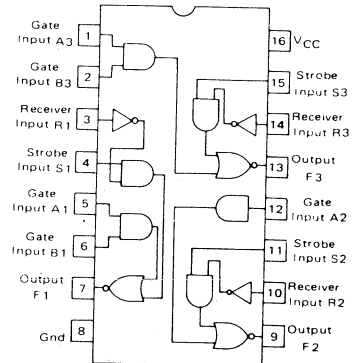 Gate
Input A3
1
Gate
Input B3
2
Receiver
Input R1
3
Strobe
Input S1
4
Gate
Input A1
5
Gate
Input B1
6
Output
F1
7
Gnd
8
16
VCC
15
Strobe
Input S3
14
Receiver
Input R3
13
Output
F3
12
Gate
Input A2
11
Strobe
Input S2
10
Receiver
Input R2
9
Output
F2